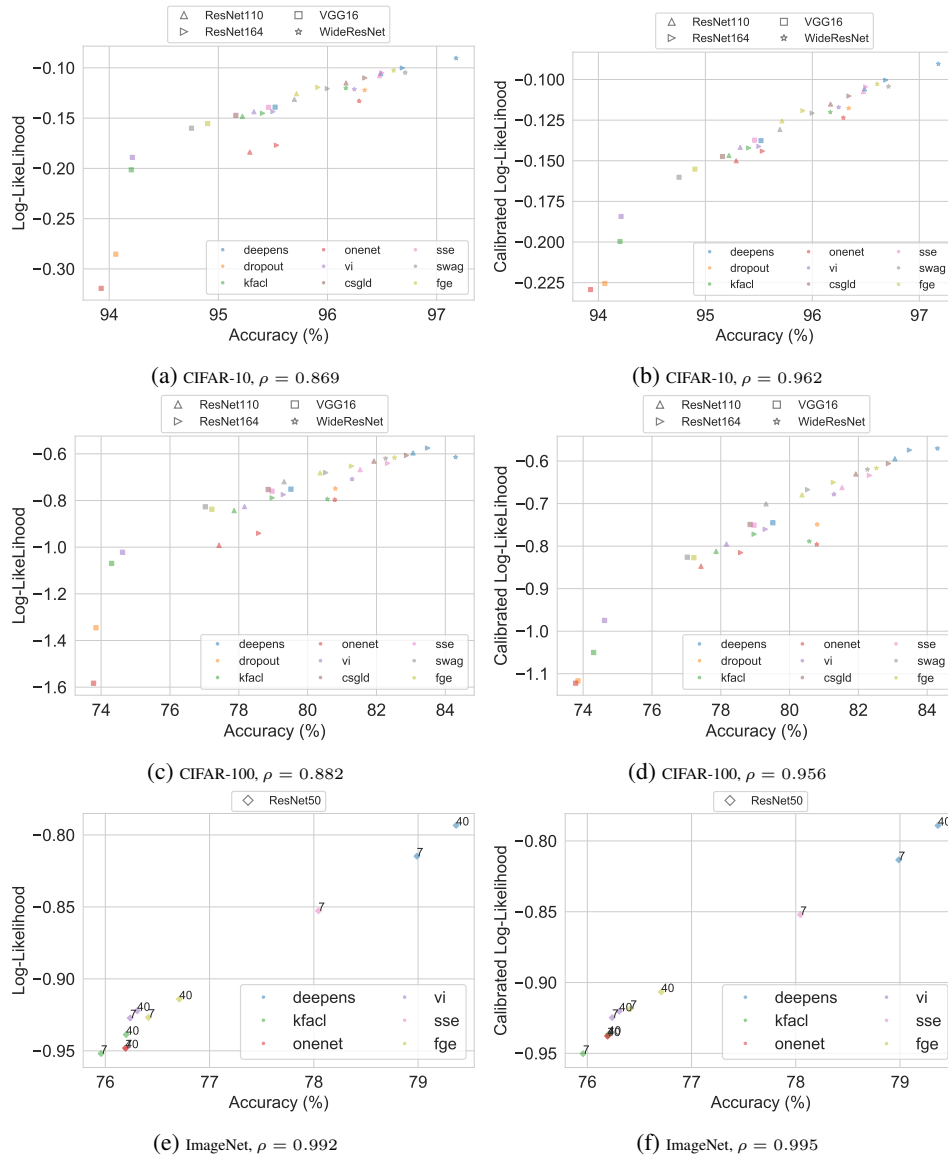 ResNet110 VGG16
ResNet164 WideResNet
Log-LikeLihood
−0.10
−0.15
−0.20
−0.25
−0.30
deepens onenet sse
dropout vi swag
kfacl csgld fge
94 95 96 97
Accuracy (%)
(a) CIFAR-10, ρ = 0.869
ResNet110 VGG16
ResNet164 WideResNet
Calibrated Log-LikeLihood
−0.100
−0.125
−0.150
−0.175
−0.200
−0.225
deepens onenet sse
dropout vi swag
kfacl csgld fge
94 95 96 97
Accuracy (%)
(b) CIFAR-10, ρ = 0.962
ResNet110 VGG16
ResNet164 WideResNet
Log-LikeLihood
−0.6
−0.8
−1.0
−1.2
−1.4
−1.6
deepens onenet sse
dropout vi swag
kfacl csgld fge
74 76 78 80 82 84
Accuracy (%)
(c) CIFAR-100, ρ = 0.882
ResNet110 VGG16
ResNet164 WideResNet
Calibrated Log-LikeLihood
−0.6
−0.7
−0.8
−0.9
−1.0
−1.1
deepens onenet sse
dropout vi swag
kfacl csgld fge
74 76 78 80 82 84
Accuracy (%)
(d) CIFAR-100, ρ = 0.956
ResNet50
Log-Likelihood
−0.80
−0.85
−0.90
−0.95
40
7
7
40
40
7
7
40
7
40
deepens vi
kfacl sse
onenet fge
76 77 78 79
Accuracy (%)
(e) ImageNet, ρ = 0.992
ResNet50
Calibrated Log-Likelihood
−0.80
−0.85
−0.90
−0.95
40
7
7
40
7
40
7
40
7
deepens vi
kfacl sse
onenet fge
76 77 78 79
Accuracy (%)
(f) ImageNet, ρ = 0.995